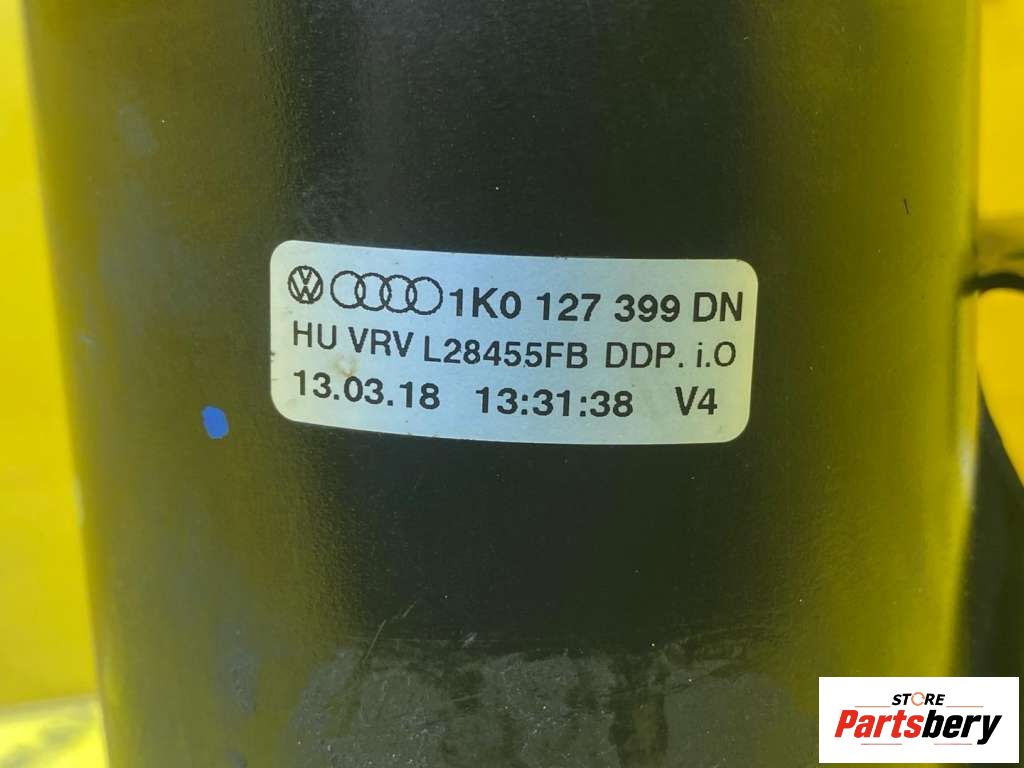 1K0 127 399 DN
HU VRV L28455FB DDP. i.O
13.03.18 13:31:38 V4
STORE
Partsbery